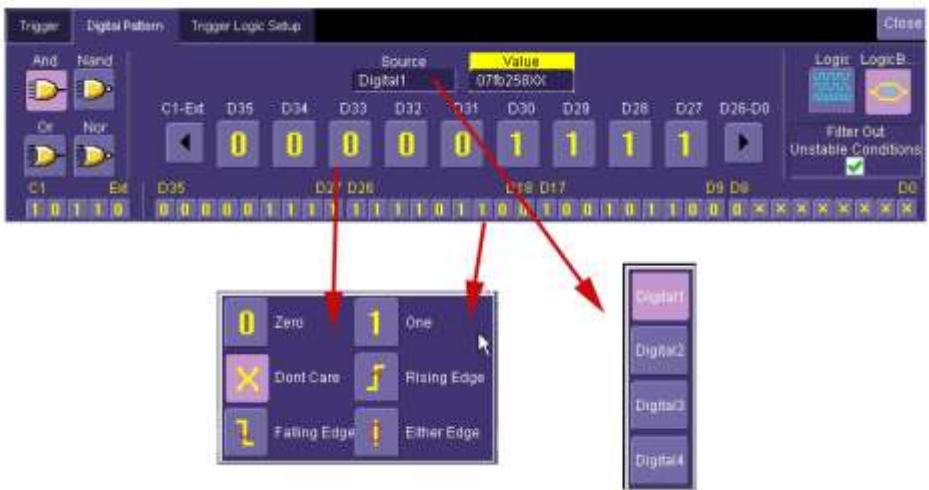 Trigger Digital Pattern Trigger Logic Setup Close
And Nand Source Value Logic LogicB...
Digital1 07fb258XX
C1-Ext D35 D34 D33 D32 D31 D30 D29 D28 D27 D26-D0
Or Nor 0 0 0 0 0 1 1 1 1 Filter Out
Unstable Conditions
C1 Ext D35 D27 D26 D18 D17 D9 D8 D0
1 0 1 1 0 0 0 0 0 0 1 1 1 1 1 1 1 1 0 1 1 0 0 1 0 0 1 0 1 1 0 0 0 X X X X X X X X
0 Zero 1 One
Dont Care Rising Edge
Falling Edge Either Edge
Digital1
Digital2
Digital3
Digital4